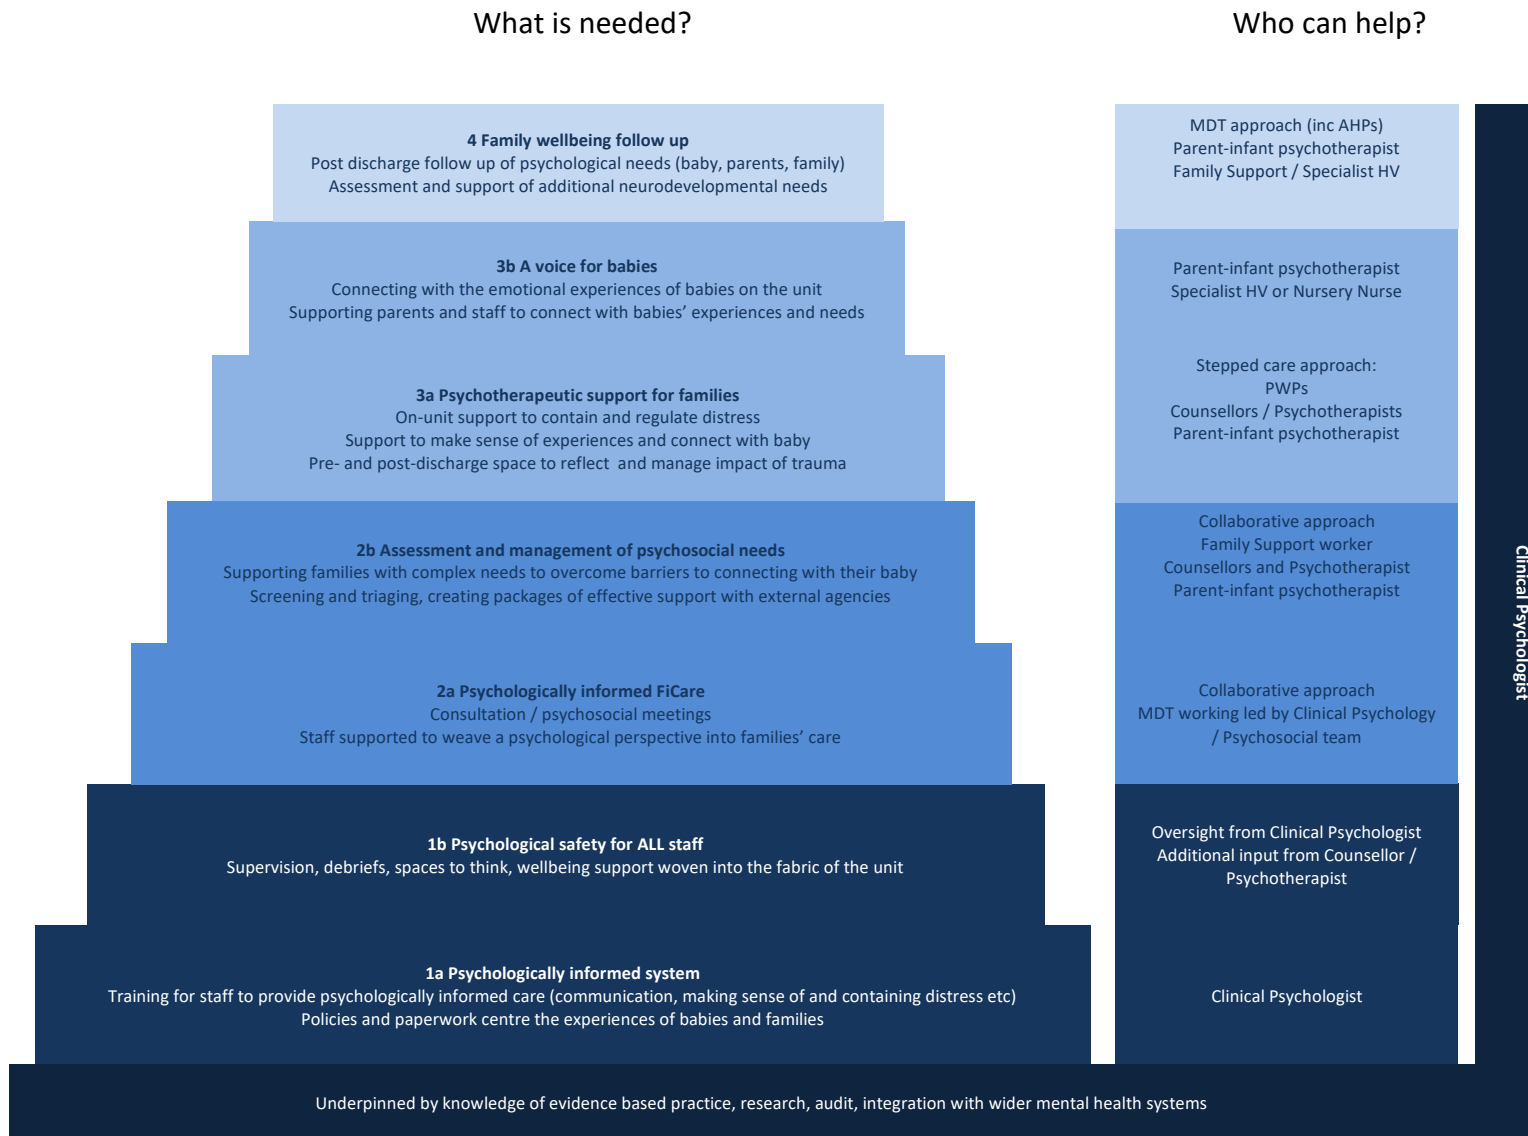 What is needed?
Who can help?
4 Family wellbeing follow up
Post discharge follow up of psychological needs (baby, parents, family)
Assessment and support of additional neurodevelopmental needs
MDT approach (inc AHPs)
Parent-infant psychotherapist
Family Support / Specialist HV
3b A voice for babies
Connecting with the emotional experiences of babies on the unit
Supporting parents and staff to connect with babies’ experiences and needs
Parent-infant psychotherapist
Specialist HV or Nursery Nurse
3a Psychotherapeutic support for families
On-unit support to contain and regulate distress
Support to make sense of experiences and connect with baby
Pre- and post-discharge space to reflect and manage impact of trauma
Stepped care approach:
PWPs
Counsellors / Psychotherapists
Parent-infant psychotherapist
2b Assessment and management of psychosocial needs
Supporting families with complex needs to overcome barriers to connecting with their baby
Screening and triaging, creating packages of effective support with external agencies
Collaborative approach
Family Support worker
Counsellors and Psychotherapist
Parent-infant psychotherapist
2a Psychologically informed FiCare
Consultation / psychosocial meetings
Staff supported to weave a psychological perspective into families’ care
Collaborative approach
MDT working led by Clinical Psychology
/ Psychosocial team
1b Psychological safety for ALL staff
Supervision, debriefs, spaces to think, wellbeing support woven into the fabric of the unit
Oversight from Clinical Psychologist
Additional input from Counsellor /
Psychotherapist
1a Psychologically informed system
Training for staff to provide psychologically informed care (communication, making sense of and containing distress etc)
Policies and paperwork centre the experiences of babies and families
Clinical Psychologist
Clinical Psychologist
Underpinned by knowledge of evidence based practice, research, audit, integration with wider mental health systems